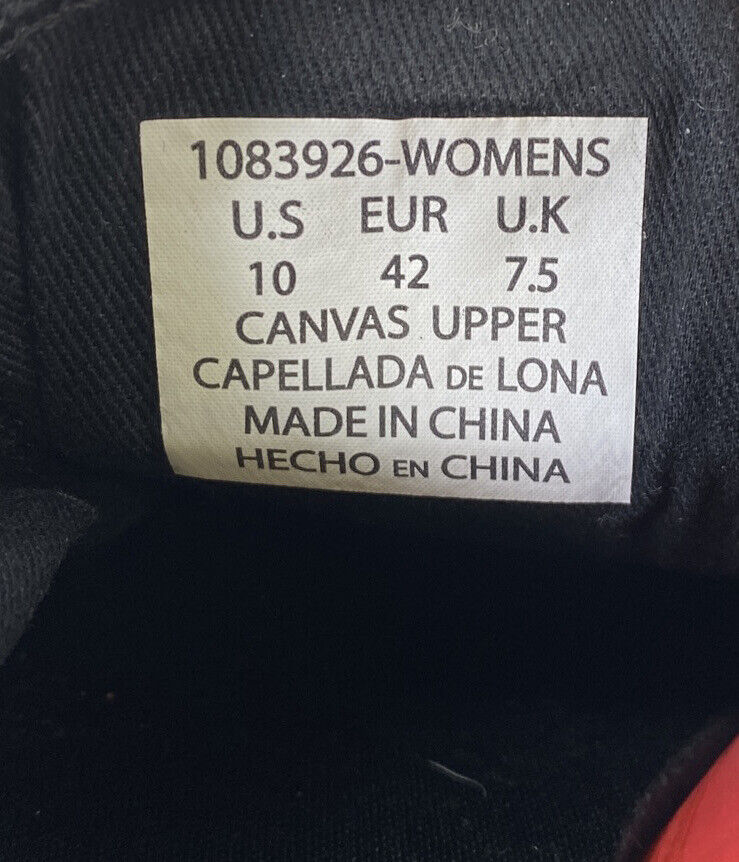 1083926-WOMENS
U.S EUR U.K
10 42 7.5
CANVAS UPPER
CAPELLADA DE LONA
MADE IN CHINA
HECHO EN CHINA